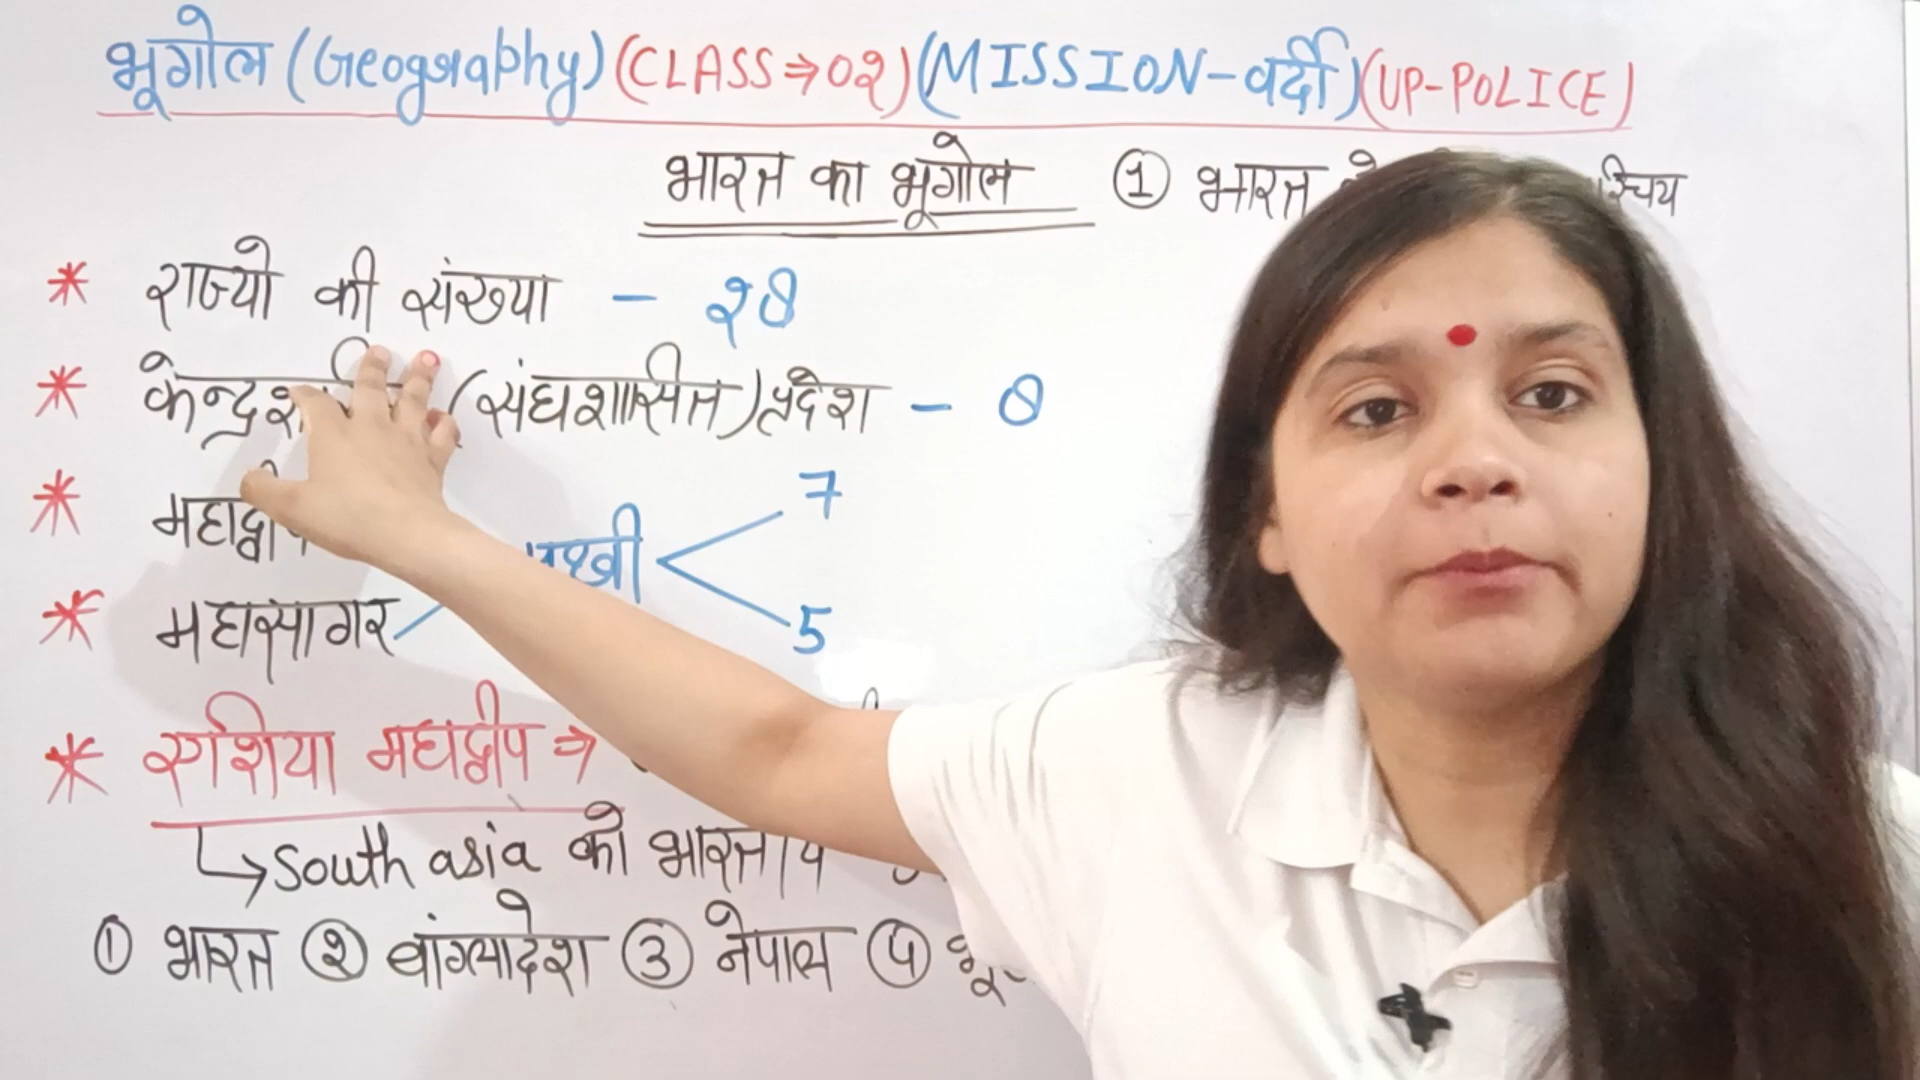 भूगोल (Geography) (CLASS⇒02) (MISSION-वर्दी) (UP-POLICE)
भारत का भूगोल ① भारत
* राज्यो की संख्या - 28
* (संघशासित) प्रदेश - 8
*
7
* महासागर
5
* एशिया महाद्वीप ⇒
↳ South asia को
① भारत ② बांग्लादेश ③ नेपाल ④